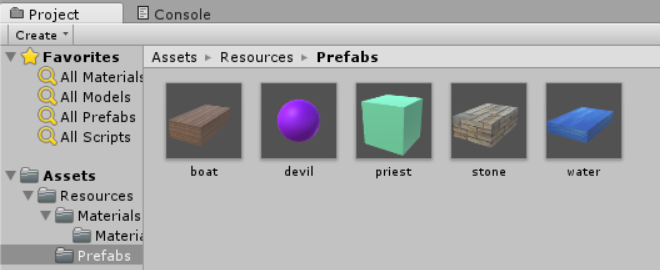 Project
Console
Create
Favorites
All Materials
All Models
All Prefabs
All Scripts
Assets
Resources
Materials
Materia
Prefabs
Assets Resources Prefabs
boat devil priest stone water